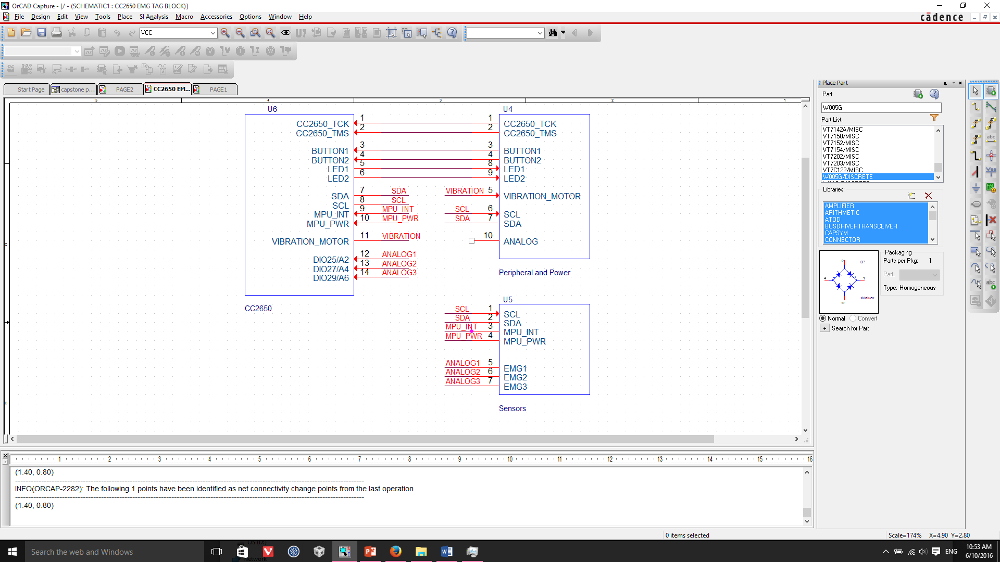 OrCAD Capture - [/ - (SCHEMATIC1 : CC2650 EMG TAG BLOCK)]
File Design Edit View Tools Place SI Analysis Macro Accessories Options Window Help
cādence
VCC
Start Page
capstone p...
PAGE2
CC2650 EM...
PAGE1
5 4 3 2 1
U6
CC2650_TCK 1
CC2650_TMS 2
BUTTON1 3
BUTTON2 4
LED1 5
LED2 6
SDA 7 SDA
SCL 8 SCL
MPU_INT 9 MPU_INT
MPU_PWR 10 MPU_PWR
VIBRATION_MOTOR 11 VIBRATION
DIO25/A2 12 ANALOG1
DIO27/A4 13 ANALOG2
DIO29/A6 14 ANALOG3
CC2650
U4
1 CC2650_TCK
2 CC2650_TMS
3 BUTTON1
4 BUTTON2
8 LED1
9 LED2
VIBRATION 5 VIBRATION_MOTOR
SCL 6 SCL
SDA 7 SDA
10 ANALOG
Peripheral and Power
U5
SCL 1 SCL
SDA 2 SDA
MPU_INT 3 MPU_INT
MPU_PWR 4 MPU_PWR
ANALOG1 5 EMG1
ANALOG2 6 EMG2
ANALOG3 7 EMG3
Sensors
C
B
Place Part
Part
W005G
Part List:
VT7142A/MISC
VT7150/MISC
VT7152/MISC
VT7154/MISC
VT7202/MISC
VT7203/MISC
VT7C122/MISC
W005G/DISCRETE
Libraries:
AMPLIFIER
ARITHMETIC
ATOD
BUSDRIVERTRANSCEIVER
CAPSYM
CONNECTOR
Packaging
Parts per Pkg: 1
Part:
Type: Homogeneous
D?
2
4
1
3
<Value>
Normal Convert
+ Search for Part
1 2 3 4 5 6 7 8 9 10 11 12 13 14 15 16
(1.40, 0.80)
INFO(ORCAP-2282): The following 1 points have been identified as net connectivity change points from the last operation
(1.40, 0.80)
0 items selected
Scale=174% X=4.90 Y=2.80
Search the web and Windows
Network
ENG
10:53 AM
6/10/2016